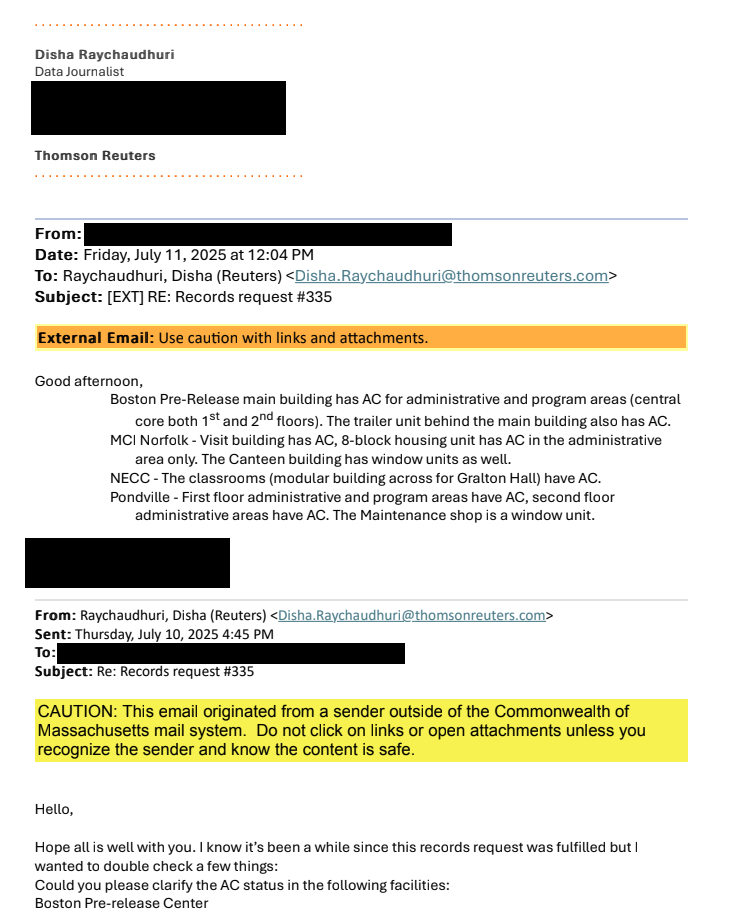 Disha Raychaudhuri
Data Journalist
Thomson Reuters
From:
Date: Friday, July 11, 2025 at 12:04 PM
To: Raychaudhuri, Disha (Reuters) <Disha.Raychaudhuri@thomsonreuters.com>
Subject: [EXT] RE: Records request #335
External Email: Use caution with links and attachments.
Good afternoon,
Boston Pre-Release main building has AC for administrative and program areas (central
core both 1st and 2nd floors). The trailer unit behind the main building also has AC.
MCI Norfolk - Visit building has AC, 8-block housing unit has AC in the administrative
area only. The Canteen building has window units as well.
NECC - The classrooms (modular building across for Gralton Hall) have AC.
Pondville - First floor administrative and program areas have AC, second floor
administrative areas have AC. The Maintenance shop is a window unit.
From: Raychaudhuri, Disha (Reuters) <Disha.Raychaudhuri@thomsonreuters.com>
Sent: Thursday, July 10, 2025 4:45 PM
To:
Subject: Re: Records request #335
CAUTION: This email originated from a sender outside of the Commonwealth of
Massachusetts mail system.  Do not click on links or open attachments unless you
recognize the sender and know the content is safe.
Hello,
Hope all is well with you. I know it’s been a while since this records request was fulfilled but I
wanted to double check a few things:
Could you please clarify the AC status in the following facilities:
Boston Pre-release Center